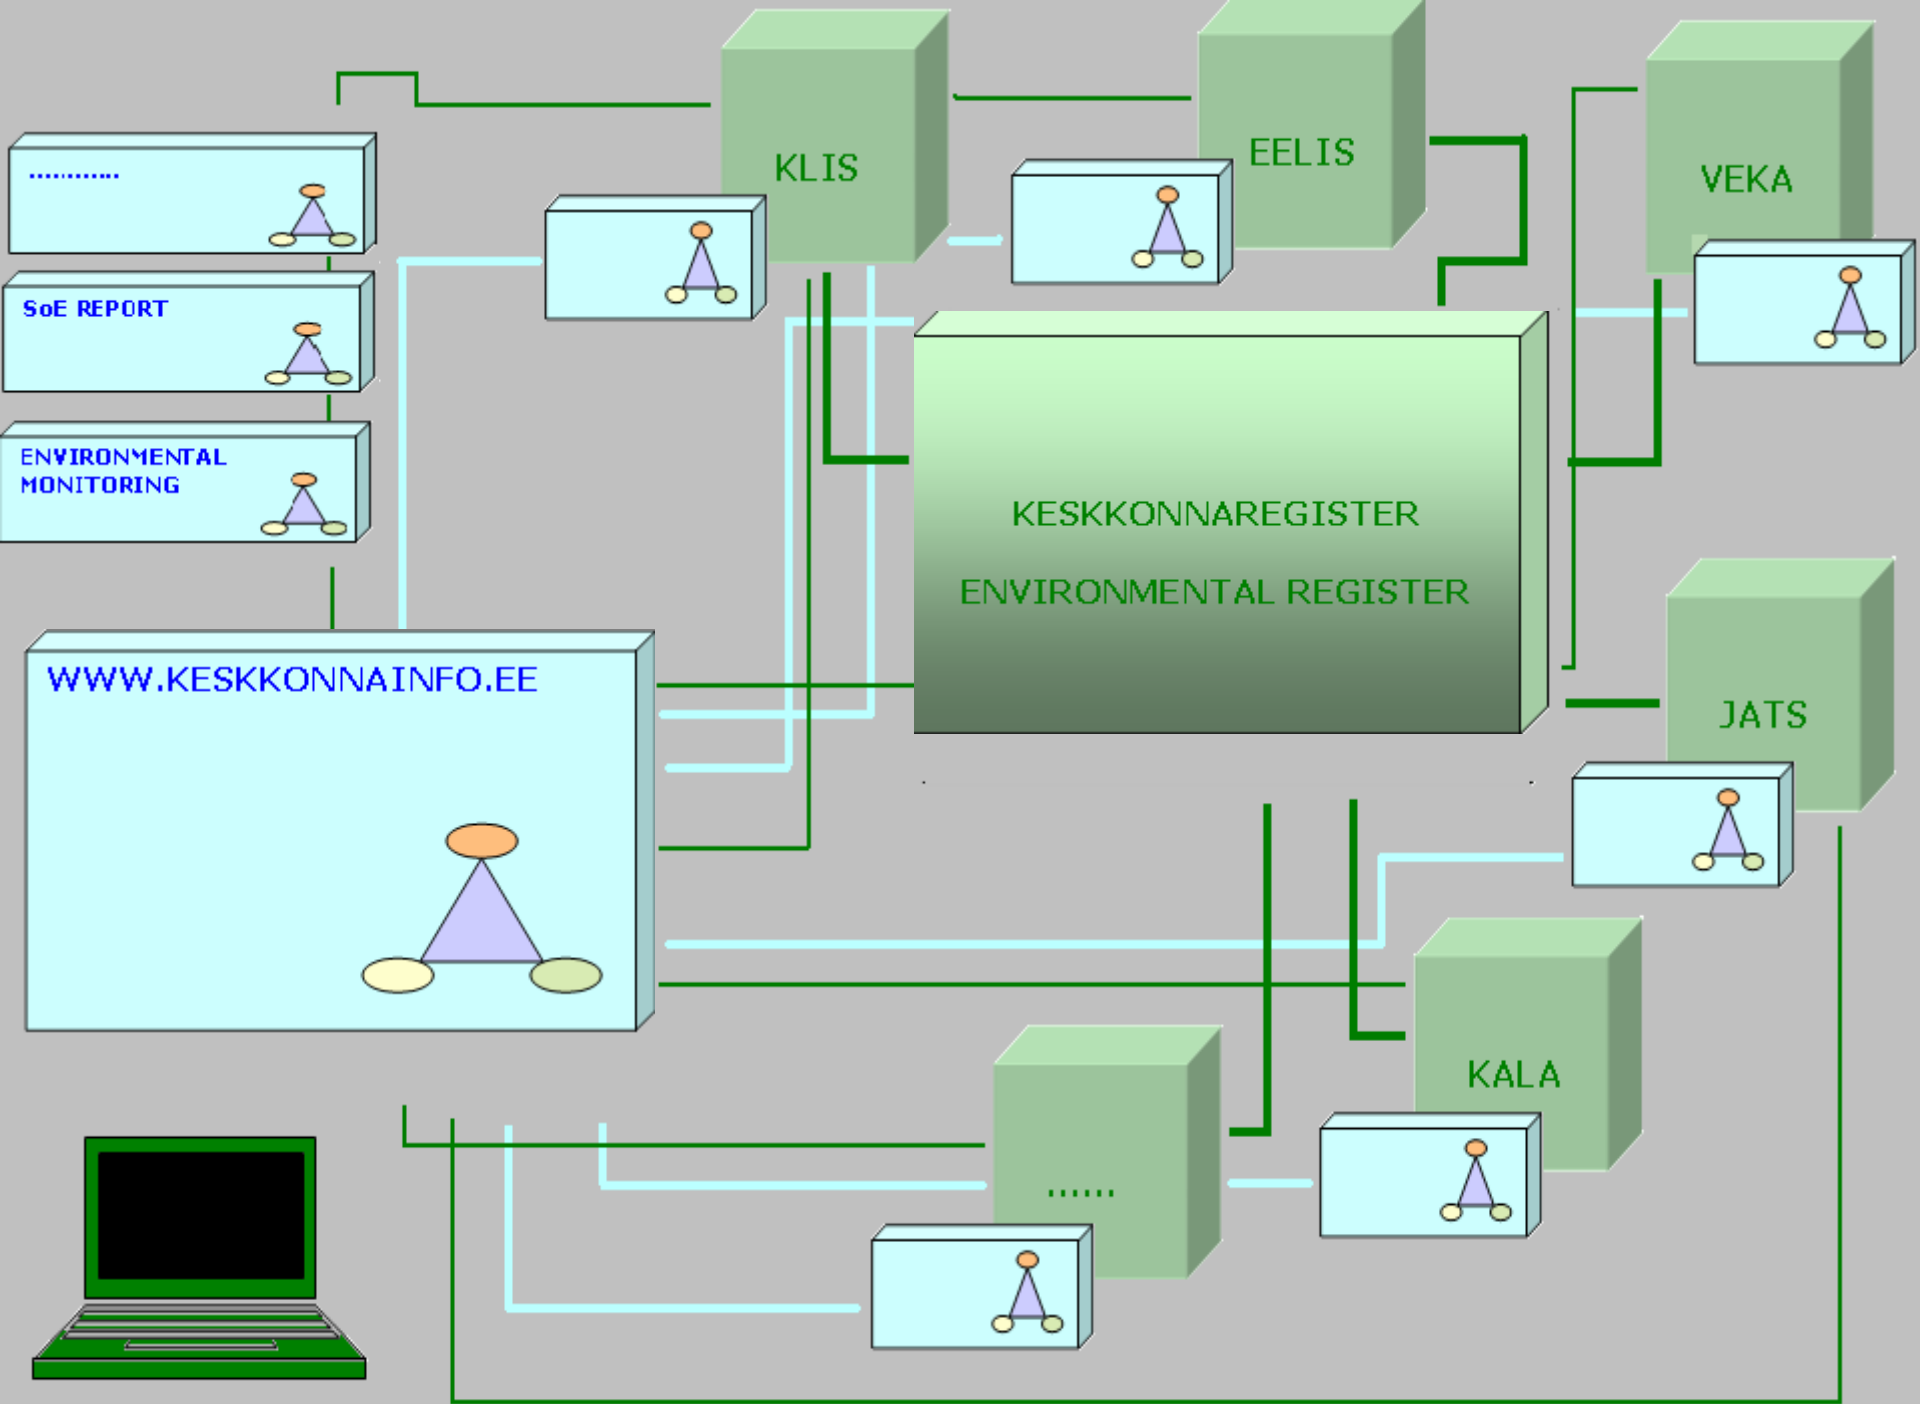 KLIS
EELIS
VEKA
............
SoE REPORT
ENVIRONMENTAL
MONITORING
KESKKONNAREGISTER
ENVIRONMENTAL REGISTER
WWW.KESKKONNAINFO.EE
JATS
KALA
......